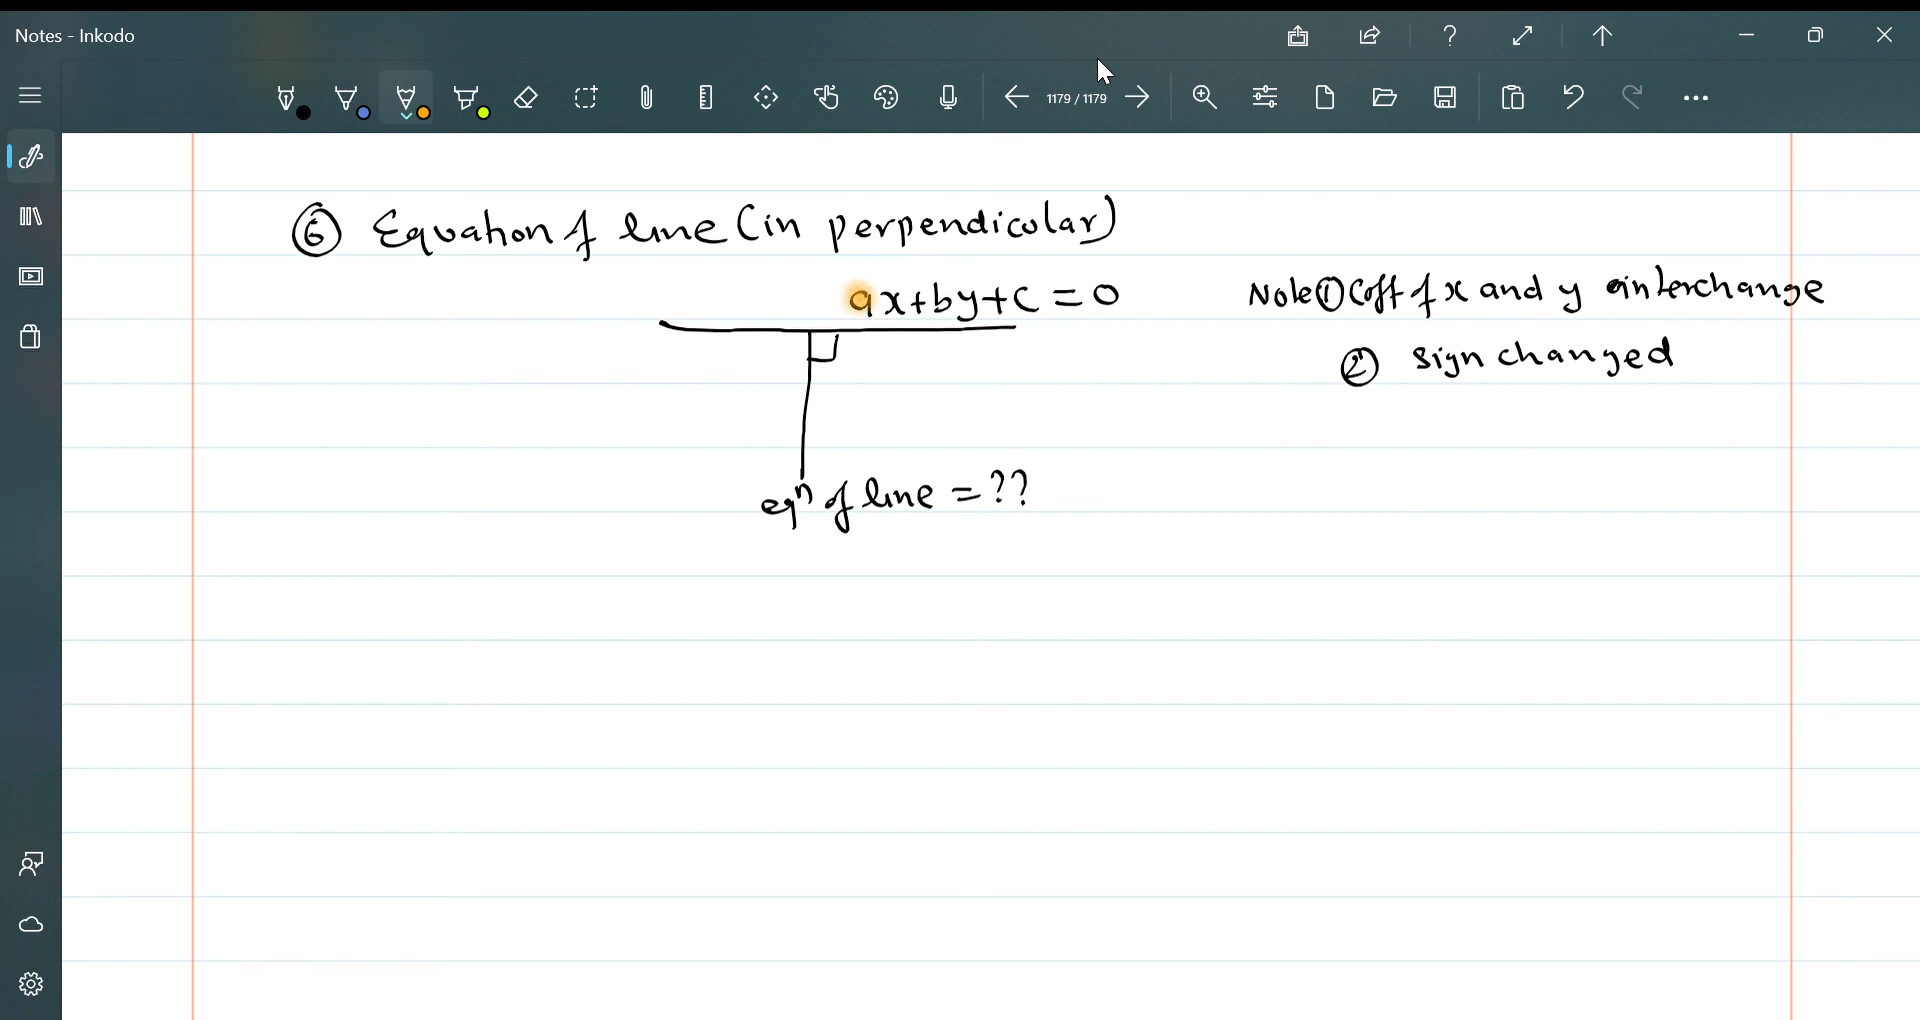 Notes - Inkodo
1179 / 1179
⑥ Equation of line (in perpendicular)
ax+by+c=0
Note ① Coff of x and y interchange
② sign changed
eqⁿ of line = ??